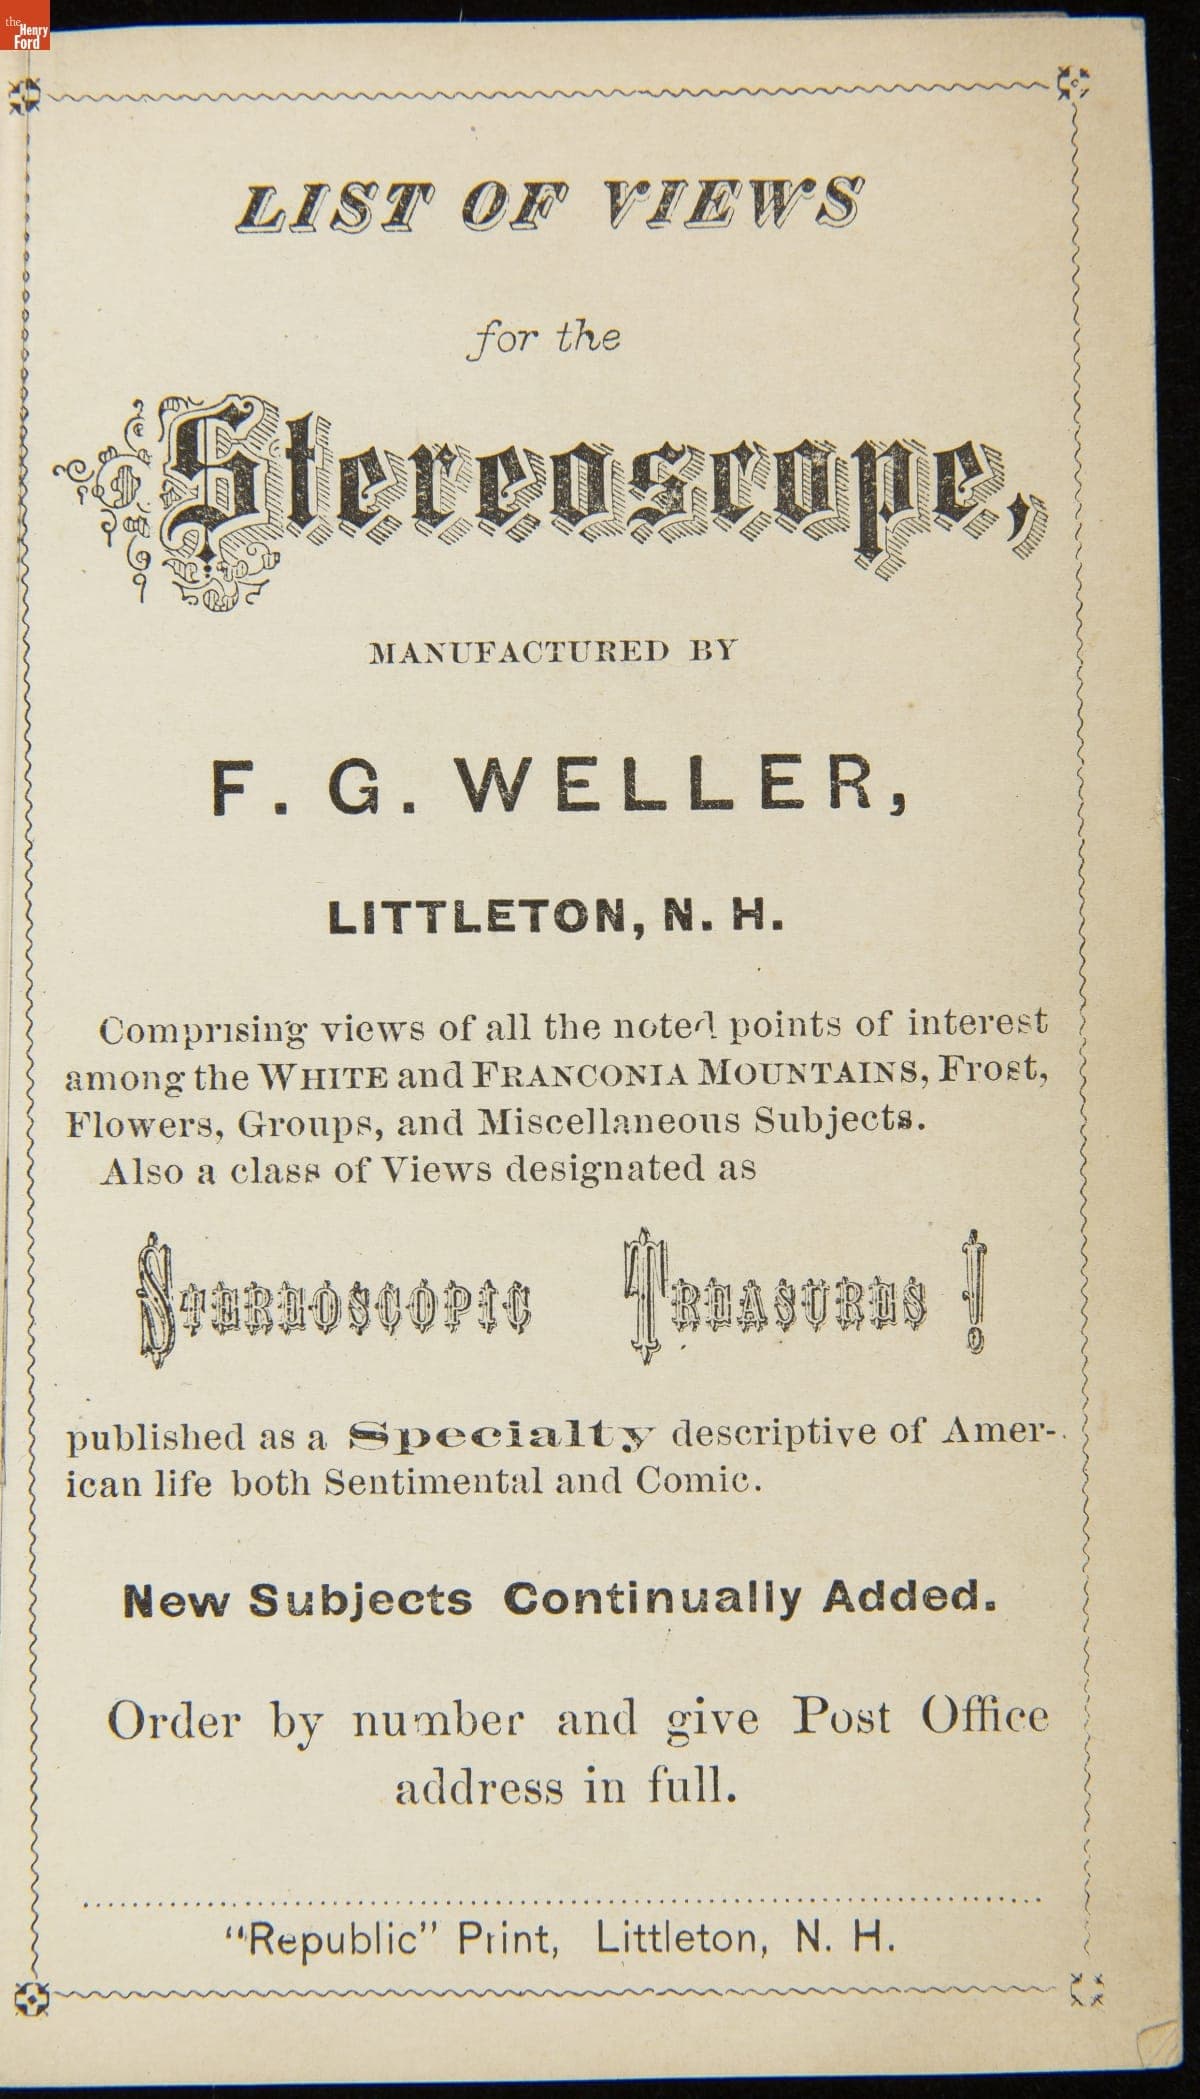 the
Henry
Ford
LIST OF VIEWS
for the
Stereoscope,
MANUFACTURED BY
F. G. WELLER,
LITTLETON, N. H.
Comprising views of all the noted points of interest
among the WHITE and FRANCONIA MOUNTAINS, Frost,
Flowers, Groups, and Miscellaneous Subjects.
Also a class of Views designated as
STEREOSCOPIC TREASURES!
published as a Specialty descriptive of Amer-
ican life both Sentimental and Comic.
New Subjects Continually Added.
Order by number and give Post Office
address in full.
"Republic" Print, Littleton, N. H.